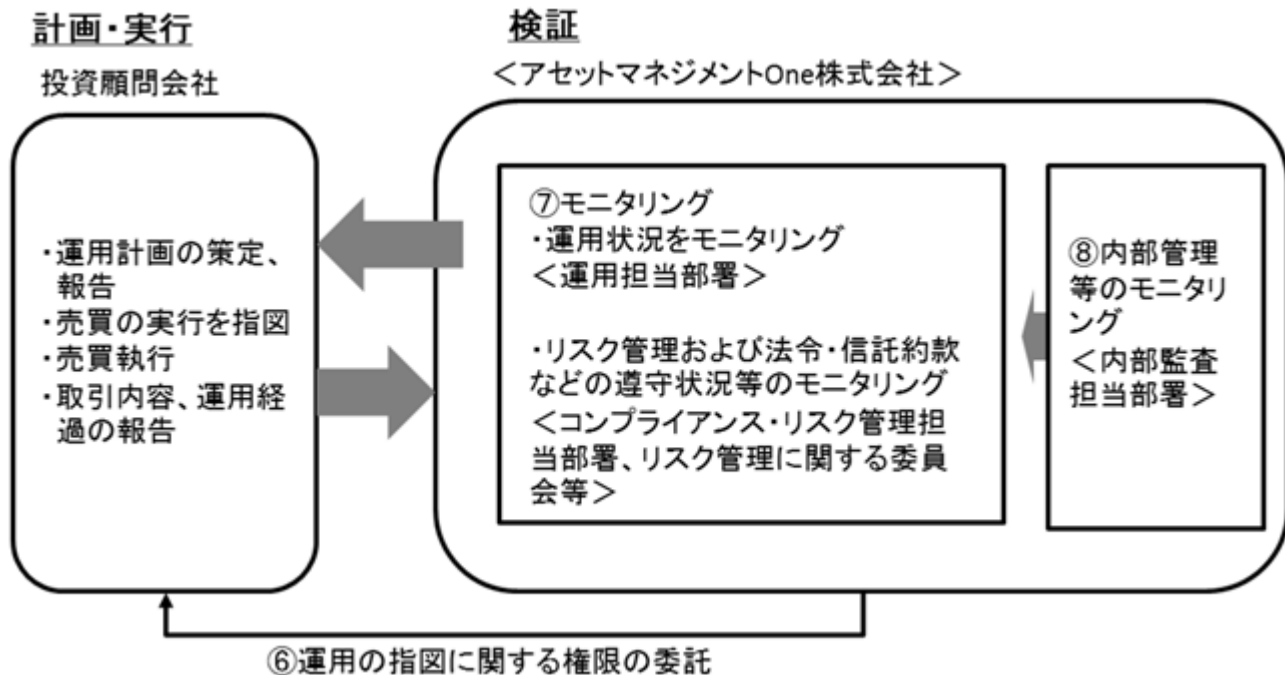 計画・実行
投資顧問会社
・運用計画の策定、
報告
・売買の実行を指図
・売買執行
・取引内容、運用経
過の報告
検証
＜アセットマネジメントOne株式会社＞
⑦モニタリング
・運用状況をモニタリング
＜運用担当部署＞
・リスク管理および法令・信託約款
などの遵守状況等のモニタリング
＜コンプライアンス・リスク管理担
当部署、リスク管理に関する委員
会等＞
⑧内部管理
等のモニタリ
ング
＜内部監査
担当部署＞
⑥運用の指図に関する権限の委託